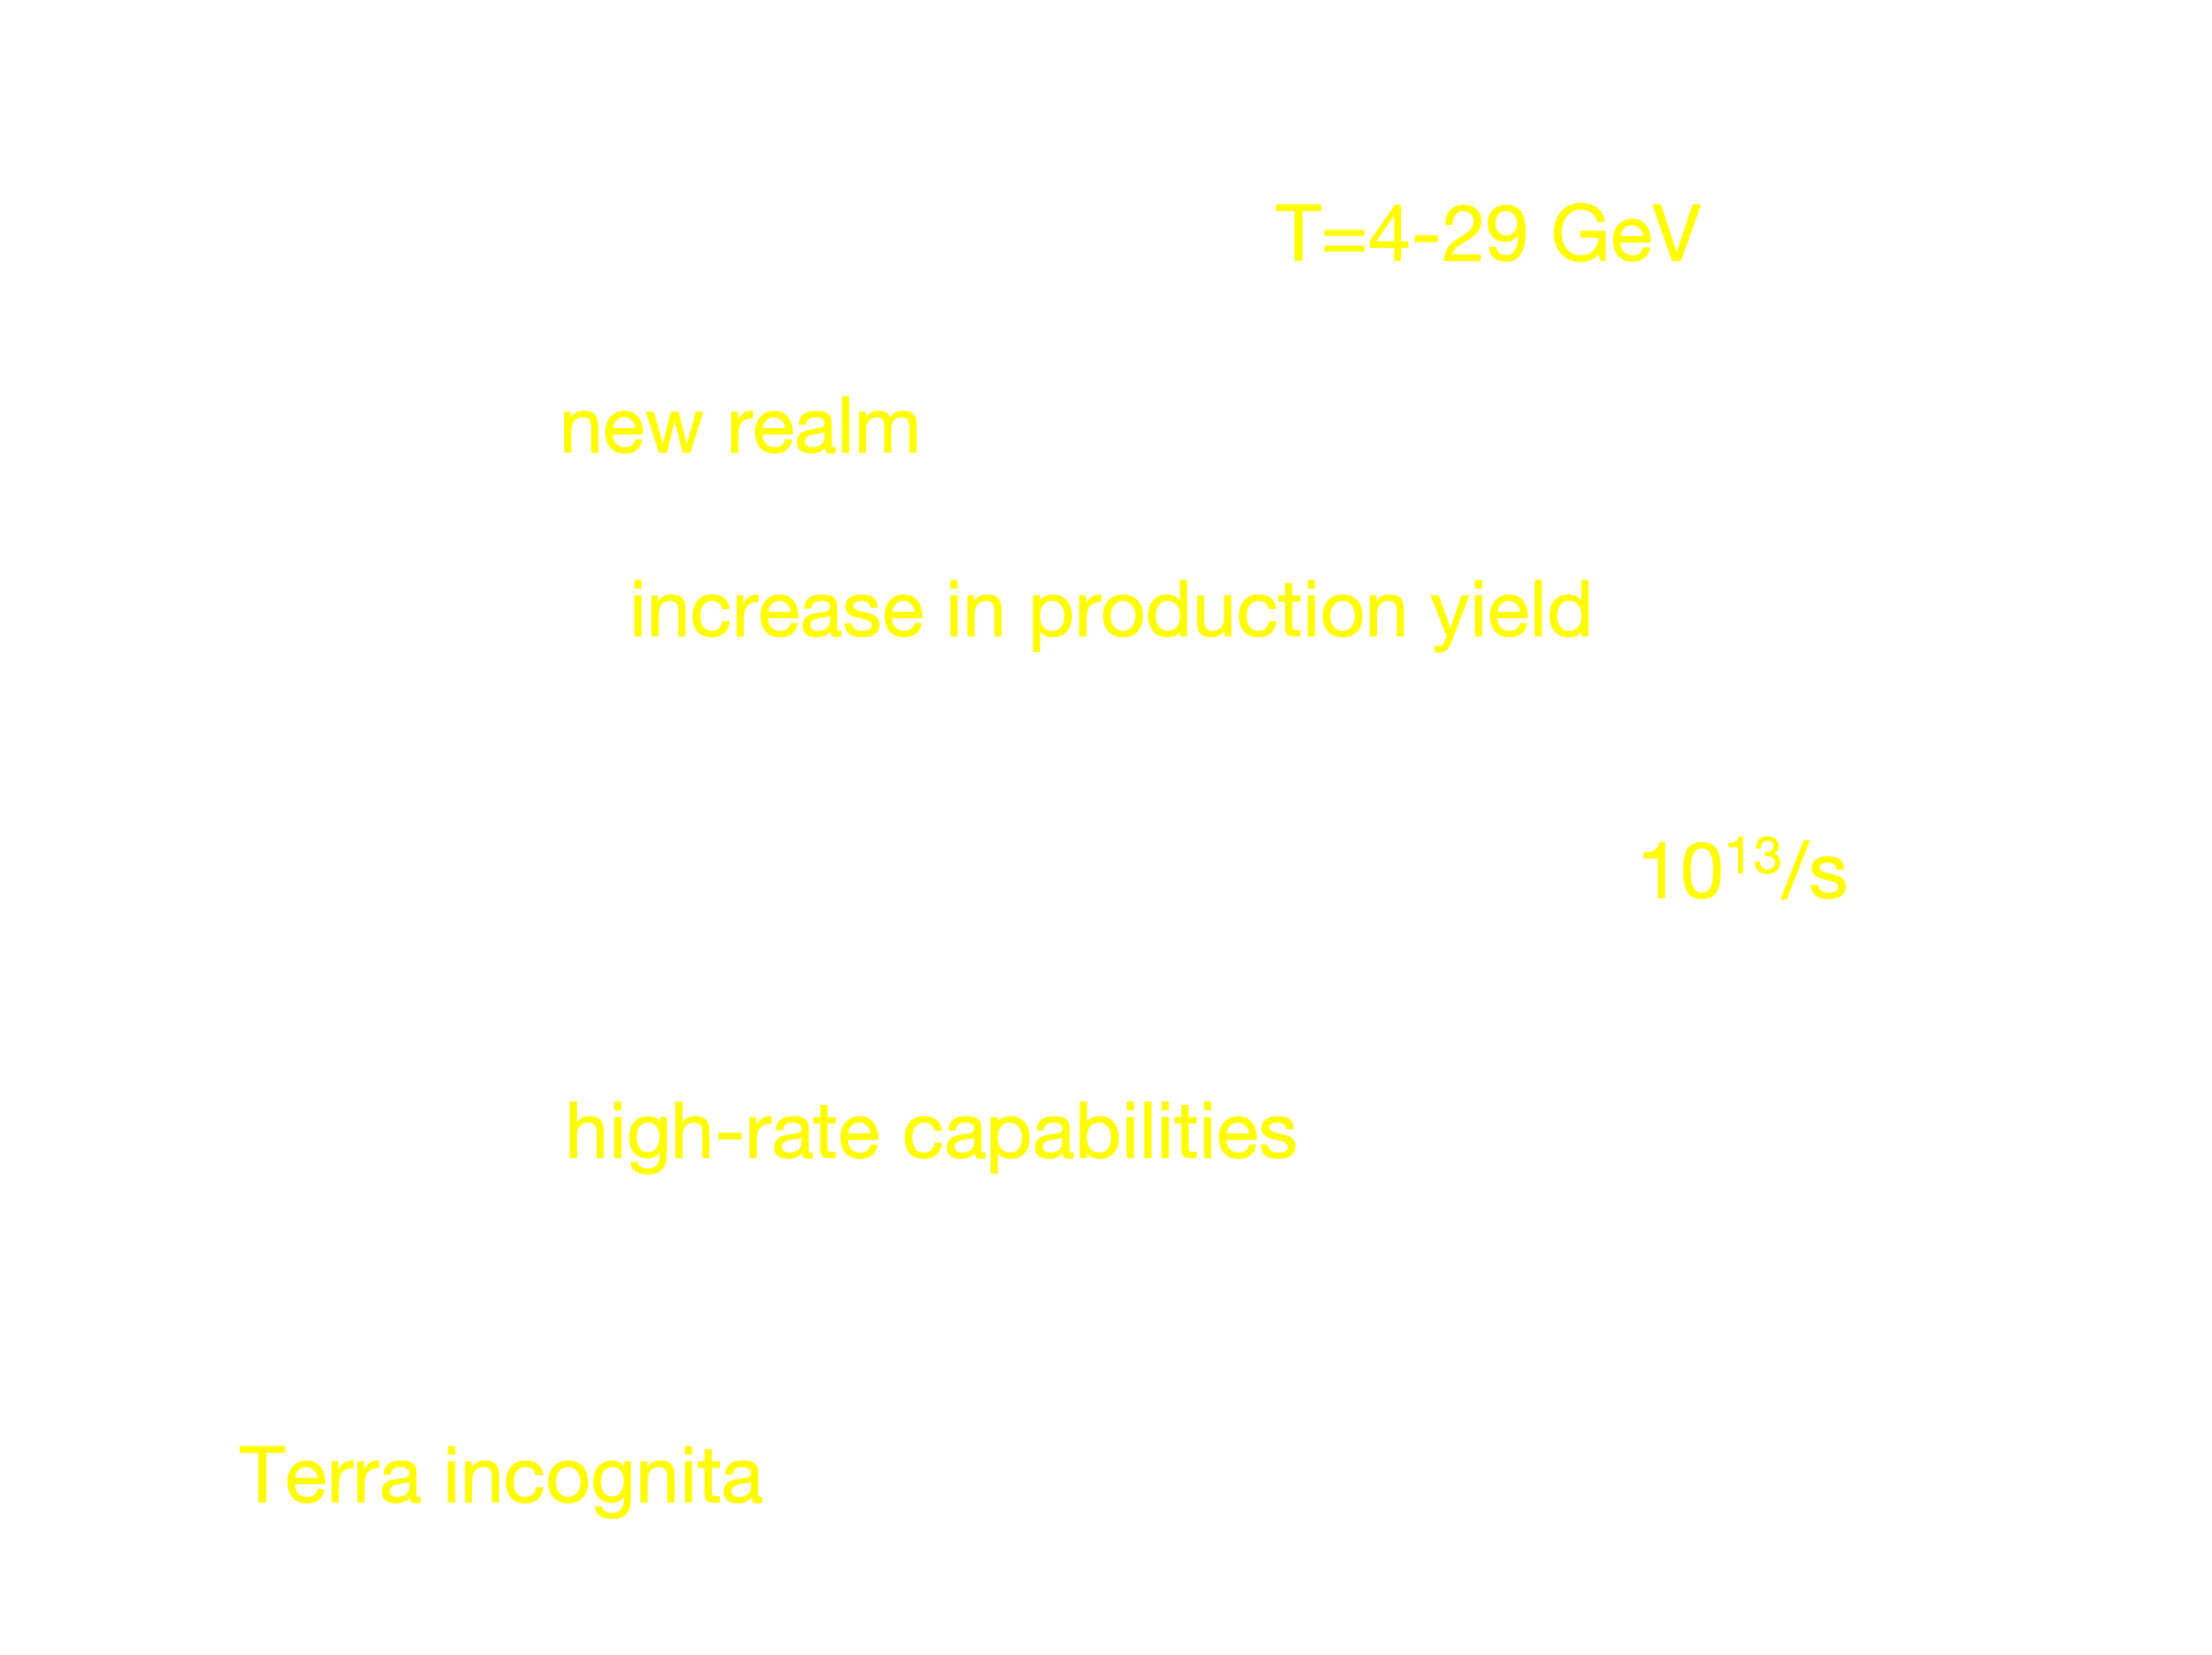 T=4-29 GeV
new realm
increase in production yield
10¹³/s
high-rate capabilities
Terra incognita